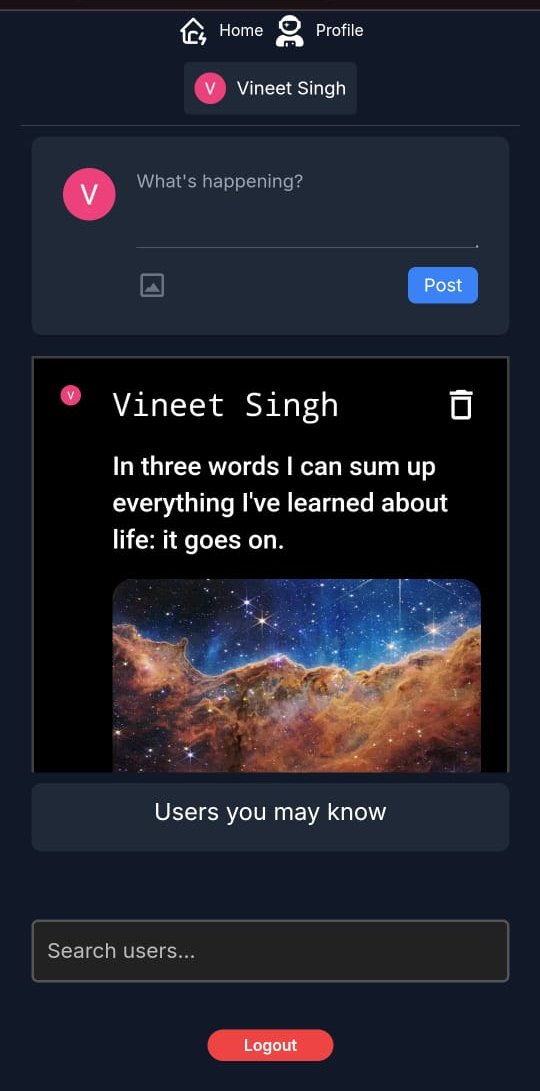 Home Profile
V Vineet Singh
V What's happening?
Post
V Vineet Singh
In three words I can sum up
everything I've learned about
life: it goes on.
Users you may know
Search users...
Logout